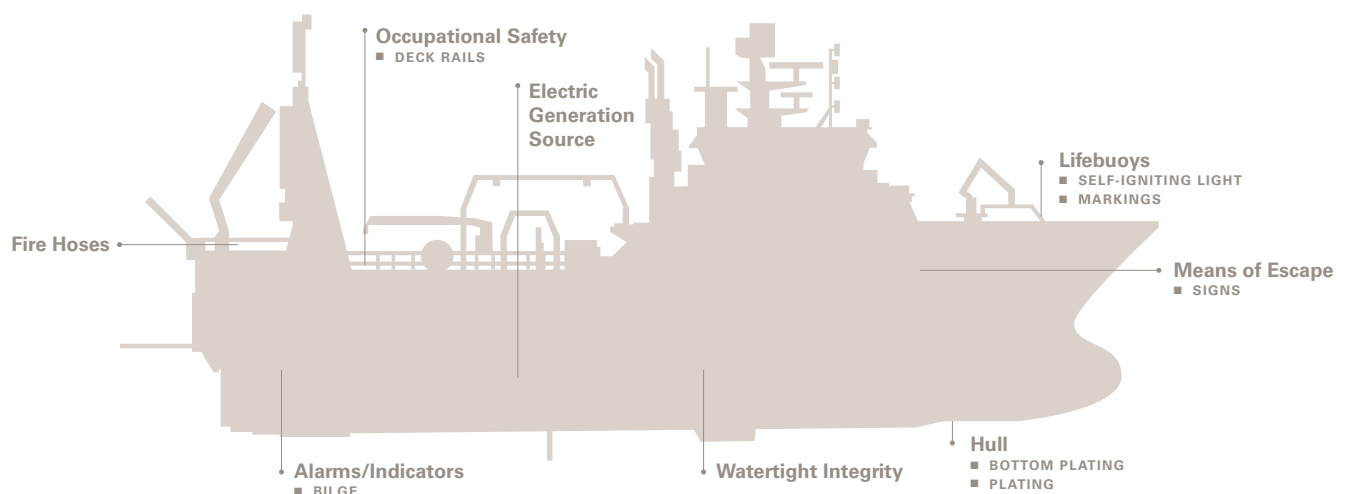 Occupational Safety
■ DECK RAILS
Electric
Generation
Source
Lifebuoys
■ SELF-IGNITING LIGHT
■ MARKINGS
Fire Hoses
Means of Escape
■ SIGNS
Alarms/Indicators
■ BILGE
Watertight Integrity
Hull
■ BOTTOM PLATING
■ PLATING